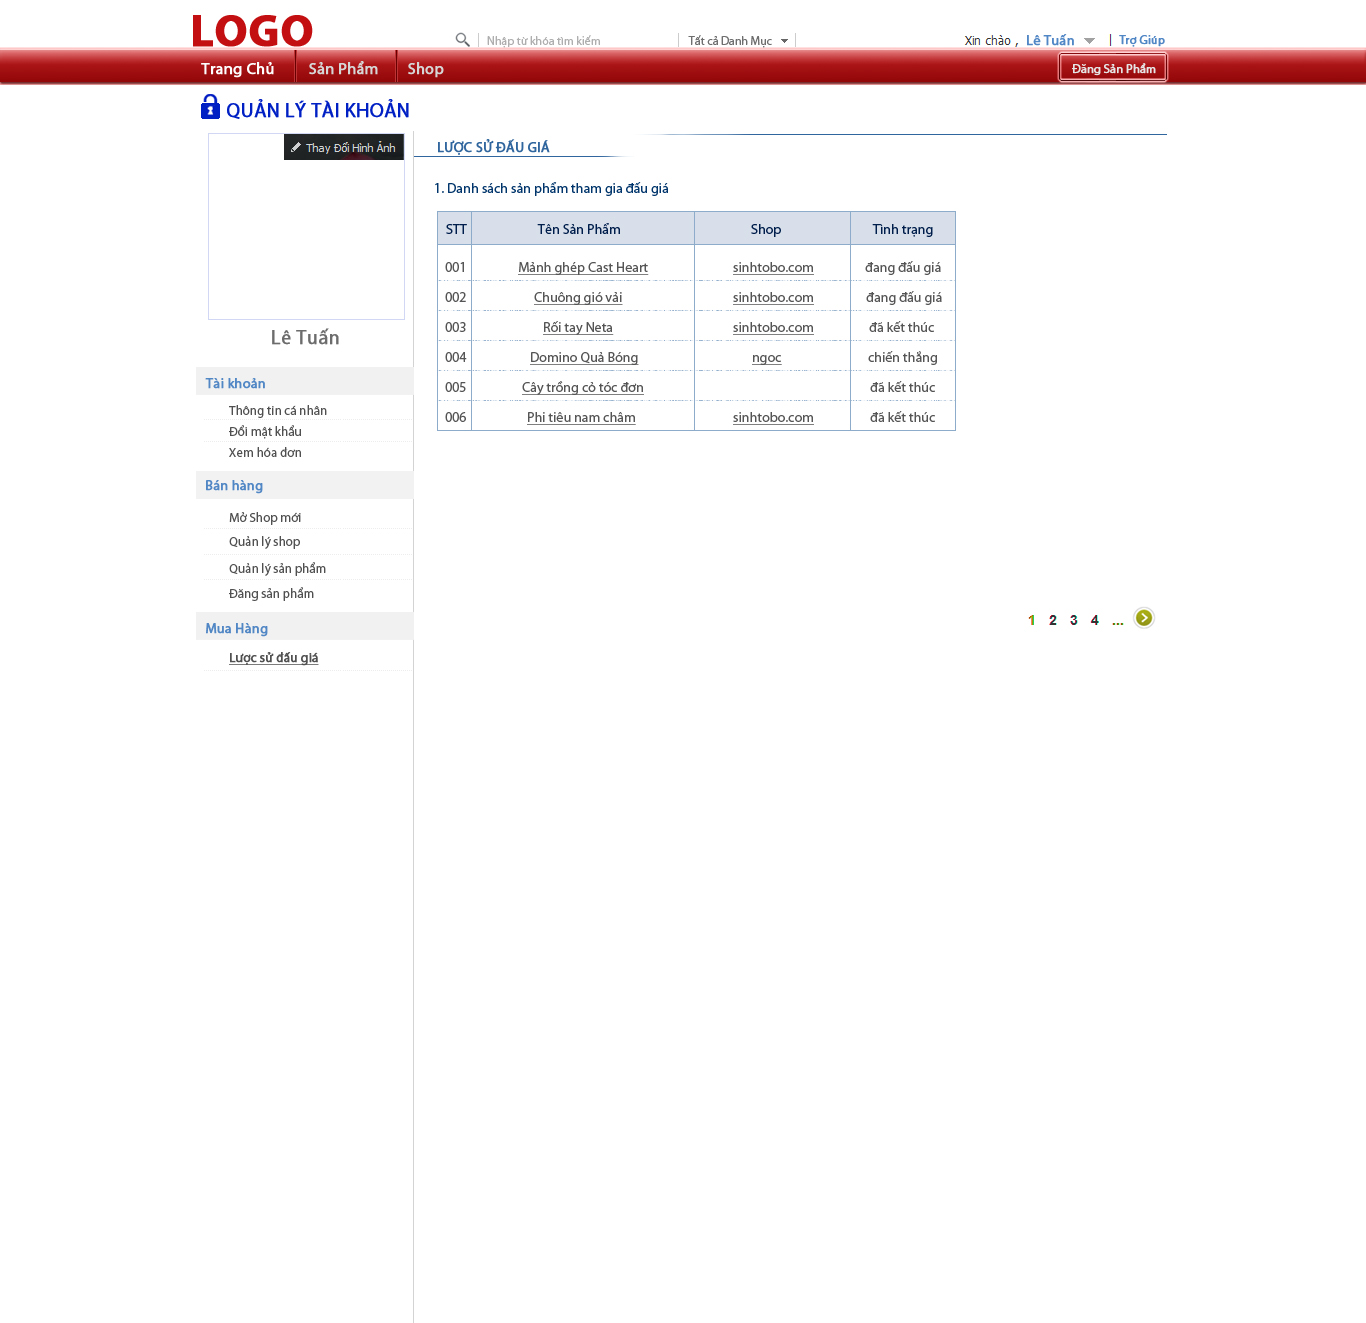 LOGO
Nhập từ khóa tìm kiếm
Tất cả Danh Mục
Xin chào , Lê Tuấn
Trợ Giúp
Trang Chủ
Sản Phẩm
Shop
Đăng Sản Phẩm
QUẢN LÝ TÀI KHOẢN
Thay Đổi Hình Ảnh
Lê Tuấn
Tài khoản
Thông tin cá nhân
Đổi mật khẩu
Xem hóa đơn
Bán hàng
Mở Shop mới
Quản lý shop
Quản lý sản phẩm
Đăng sản phẩm
Mua Hàng
Lược sử đấu giá
LƯỢC SỬ ĐẤU GIÁ
1. Danh sách sản phẩm tham gia đấu giá
STT Tên Sản Phẩm Shop Tình trạng
001 Mảnh ghép Cast Heart sinhtobo.com đang đấu giá
002 Chuông gió vải sinhtobo.com đang đấu giá
003 Rối tay Neta sinhtobo.com đã kết thúc
004 Domino Quả Bóng ngoc chiến thắng
005 Cây trồng cỏ tóc đơn đã kết thúc
006 Phi tiêu nam châm sinhtobo.com đã kết thúc
1 2 3 4 ...